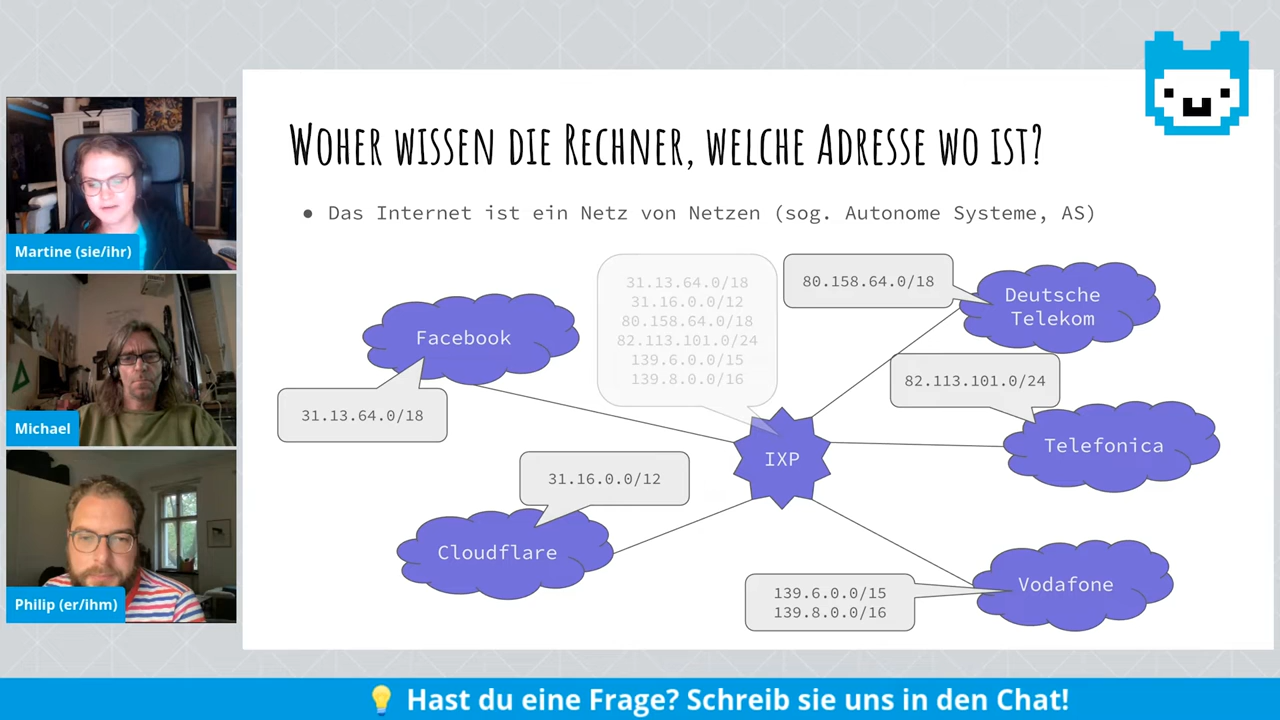 Woher wissen die Rechner, welche Adresse wo ist?
● Das Internet ist ein Netz von Netzen (sog. Autonome Systeme, AS)
31.13.64.0/18
31.16.0.0/12
80.158.64.0/18
82.113.101.0/24
139.6.0.0/15
139.8.0.0/16
80.158.64.0/18
Deutsche
Telekom
Facebook
31.13.64.0/18
82.113.101.0/24
Telefonica
IXP
31.16.0.0/12
Cloudflare
139.6.0.0/15
139.8.0.0/16
Vodafone
Martine (sie/ihr)
Michael
Philip (er/ihm)
Hast du eine Frage? Schreib sie uns in den Chat!